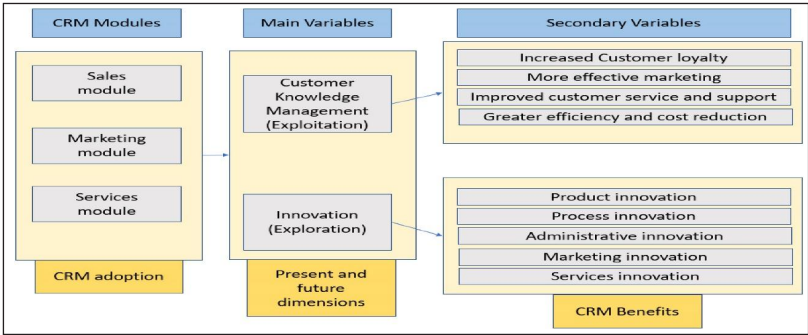 CRM Modules
Main Variables
Secondary Variables
Sales
module
Marketing
module
Services
module
CRM adoption
Customer
Knowledge
Management
(Exploitation)
Innovation
(Exploration)
Present and
future
dimensions
Increased Customer loyalty
More effective marketing
Improved customer service and support
Greater efficiency and cost reduction
Product innovation
Process innovation
Administrative innovation
Marketing innovation
Services innovation
CRM Benefits